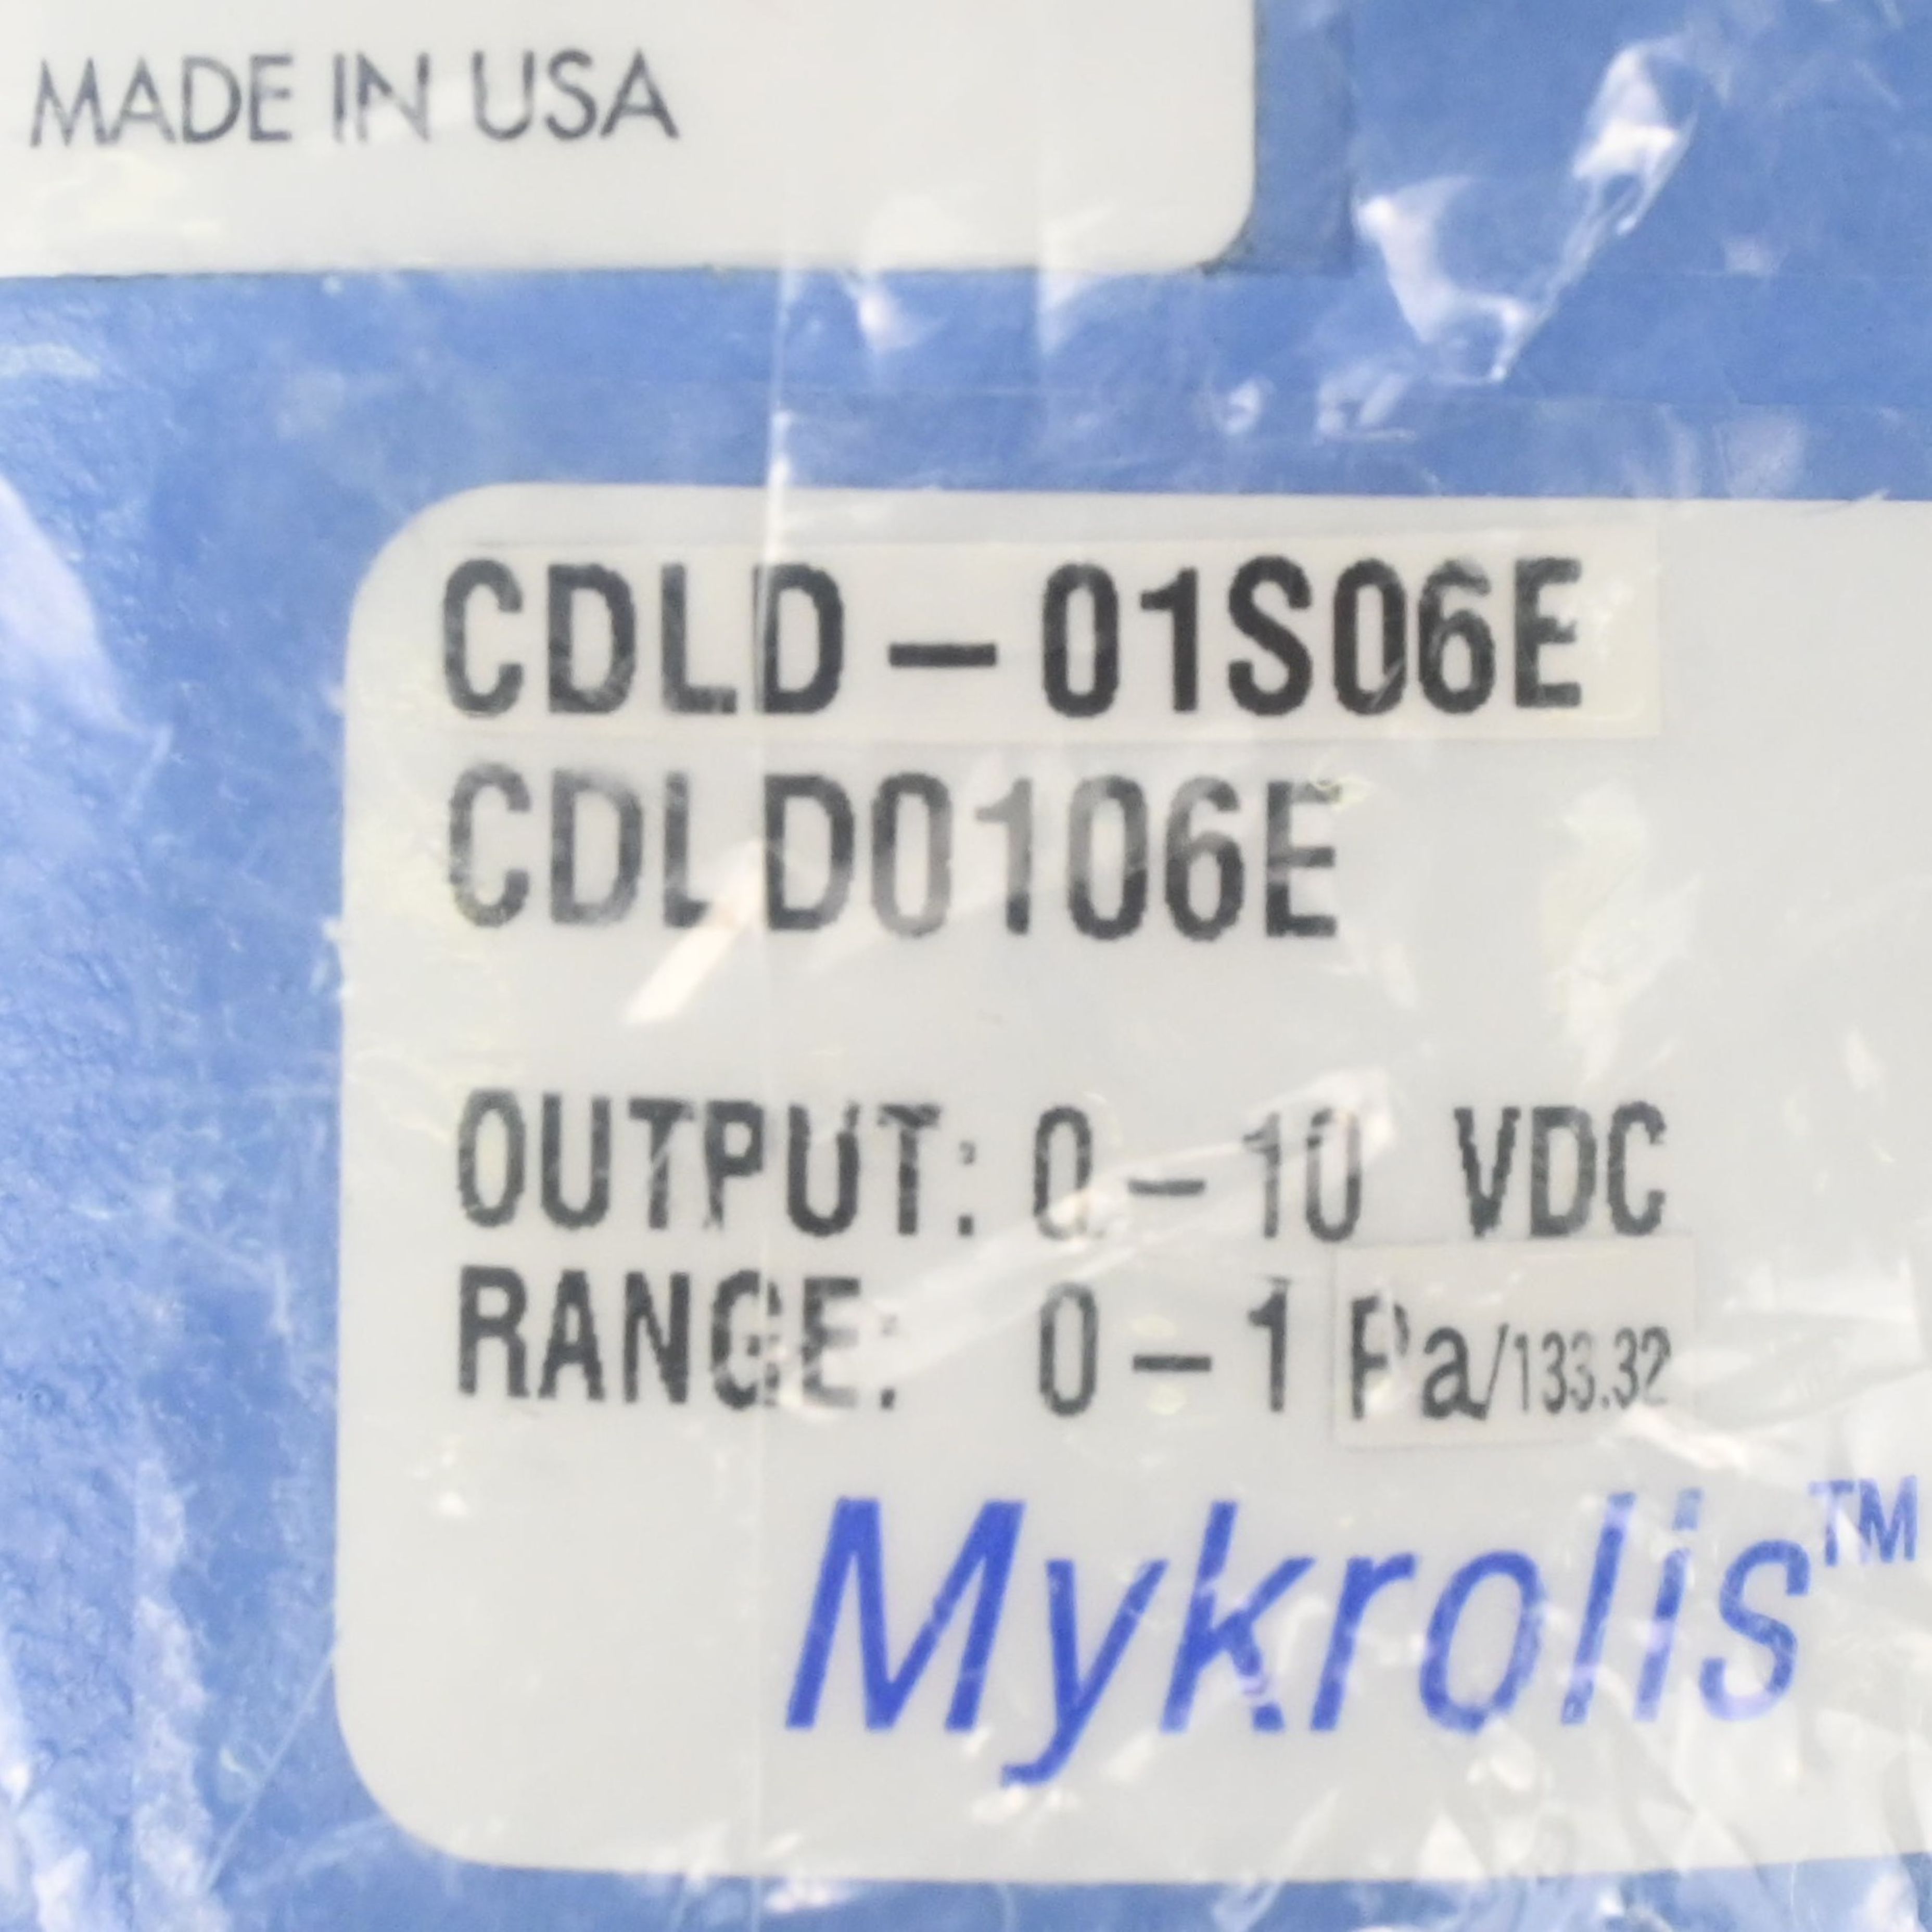 MADE IN USA
CDLD-01S06E
CDLD0106E
OUTPUT: 0-10 VDC
RANGE: 0-1 Pa/133.32
Mykrolis™